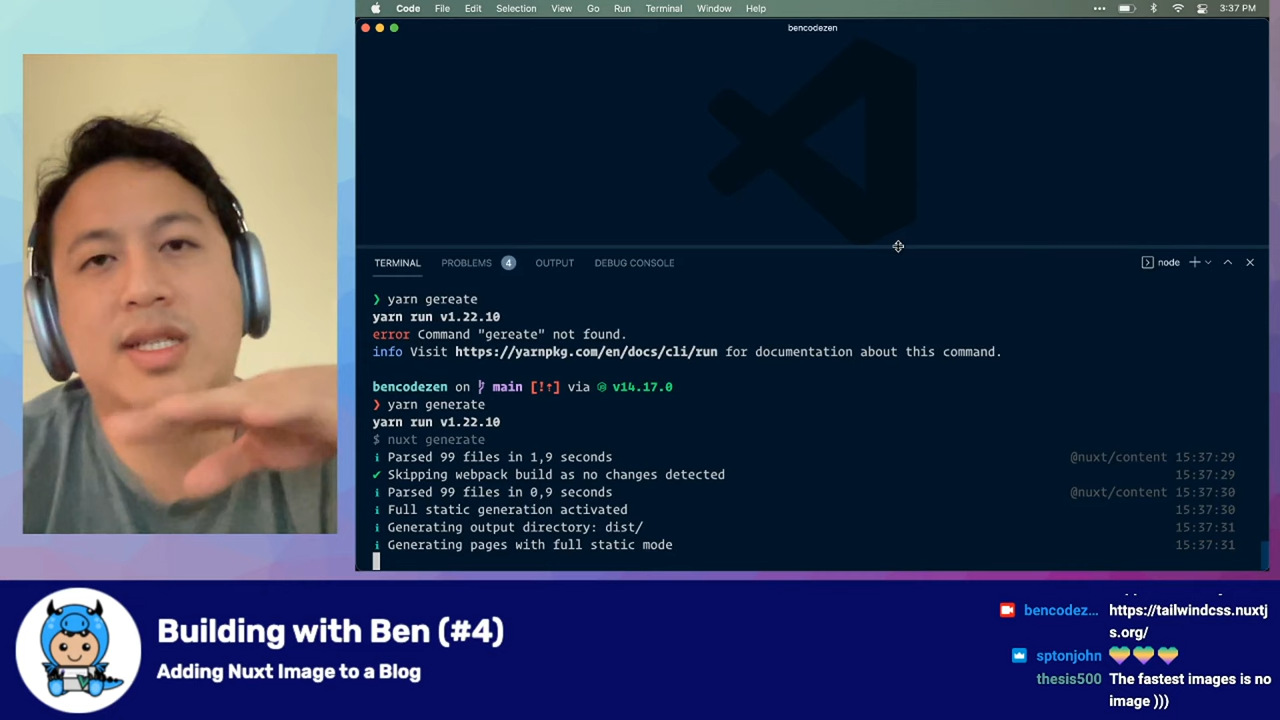 Code File Edit Selection View Go Run Terminal Window Help
3:37 PM
bencodezen
TERMINAL PROBLEMS 4 OUTPUT DEBUG CONSOLE
node
❯ yarn gereate
yarn run v1.22.10
error Command "gereate" not found.
info Visit https://yarnpkg.com/en/docs/cli/run for documentation about this command.
bencodezen on main [!↑] via v14.17.0
❯ yarn generate
yarn run v1.22.10
$ nuxt generate
ℹ Parsed 99 files in 1,9 seconds @nuxt/content 15:37:29
✔ Skipping webpack build as no changes detected 15:37:29
ℹ Parsed 99 files in 0,9 seconds @nuxt/content 15:37:30
ℹ Full static generation activated 15:37:30
ℹ Generating output directory: dist/ 15:37:31
ℹ Generating pages with full static mode 15:37:31
Building with Ben (#4)
Adding Nuxt Image to a Blog
bencodez... https://tailwindcss.nuxtj
s.org/
sptonjohn
thesis500 The fastest images is no
image )))